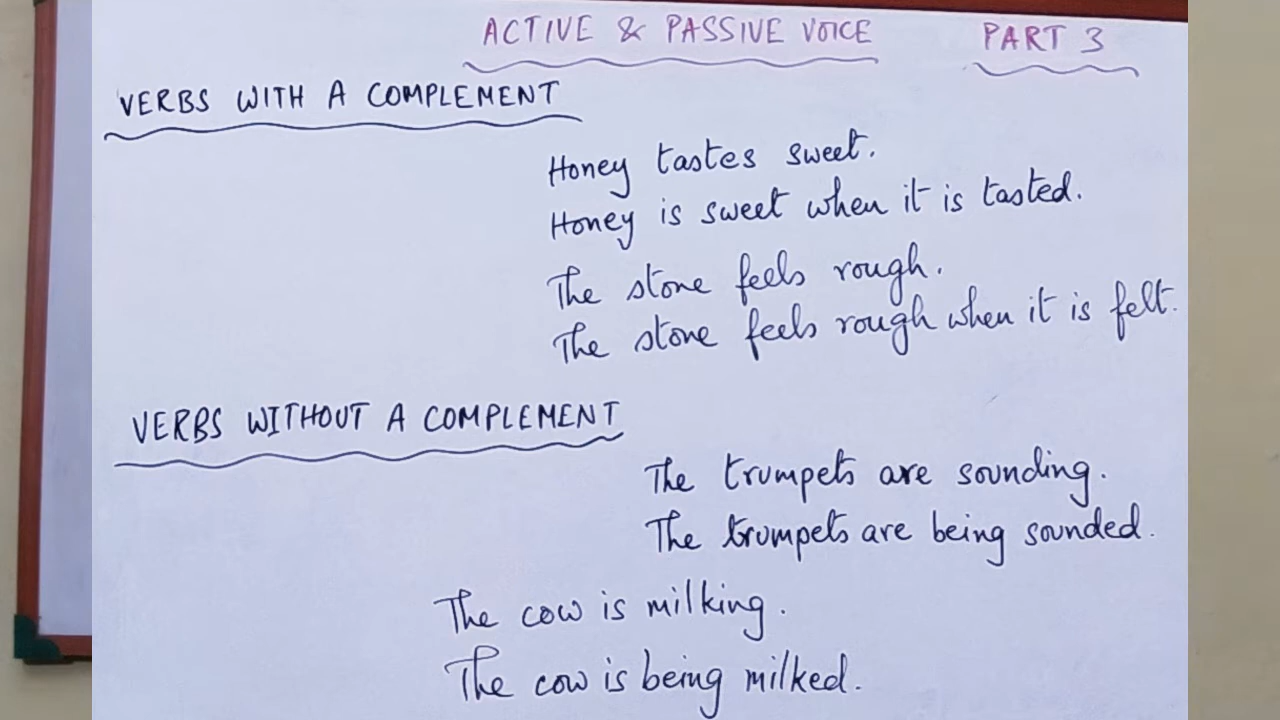 ACTIVE & PASSIVE VOICE PART 3
VERBS WITH A COMPLEMENT
Honey tastes sweet.
Honey is sweet when it is tasted.
The stone feels rough.
The stone feels rough when it is felt.
VERBS WITHOUT A COMPLEMENT
The trumpets are sounding.
The trumpets are being sounded.
The cow is milking.
The cow is being milked.